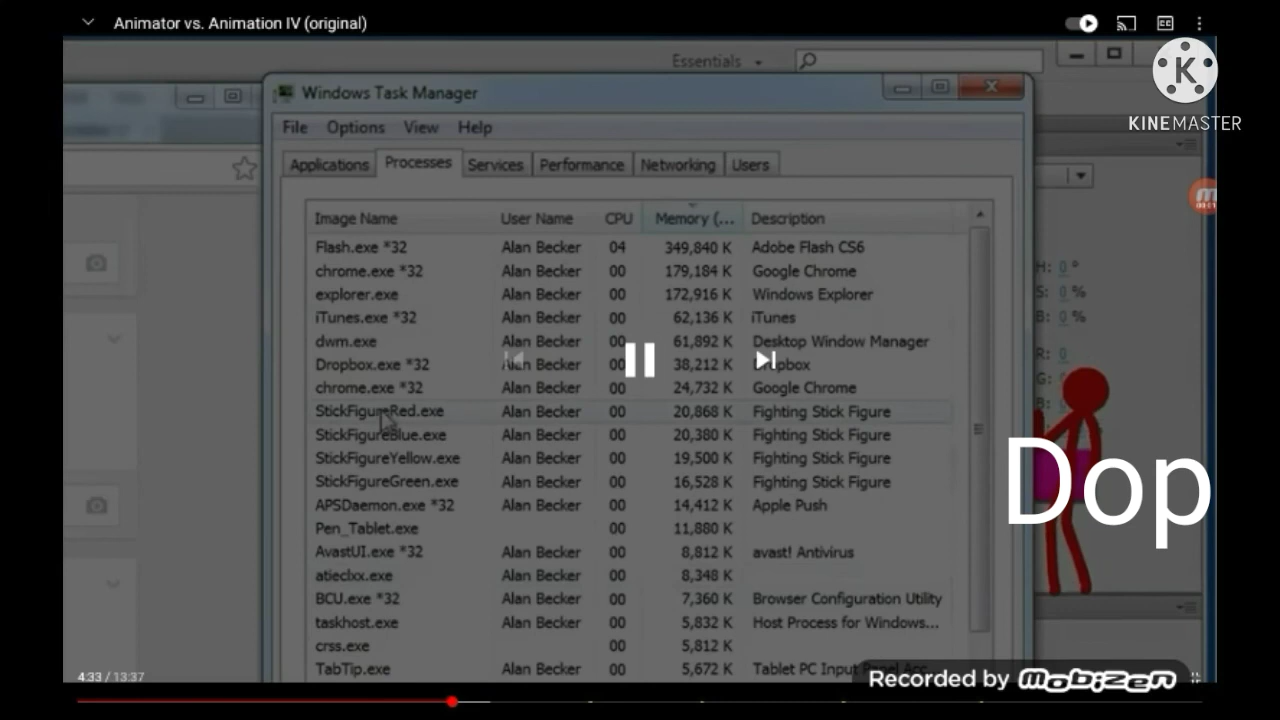 Animator vs. Animation IV (original)
Essentials
KINEMASTER
Windows Task Manager
File Options View Help
Applications Processes Services Performance Networking Users
Image Name User Name CPU Memory (... Description
Flash.exe *32 Alan Becker 04 349,840 K Adobe Flash CS6
chrome.exe *32 Alan Becker 00 179,184 K Google Chrome
explorer.exe Alan Becker 00 172,916 K Windows Explorer
iTunes.exe *32 Alan Becker 00 62,136 K iTunes
dwm.exe Alan Becker 00 61,892 K Desktop Window Manager
Dropbox.exe *32 Alan Becker 00 38,212 K Dropbox
chrome.exe *32 Alan Becker 00 24,732 K Google Chrome
StickFigureRed.exe Alan Becker 00 20,868 K Fighting Stick Figure
StickFigureBlue.exe Alan Becker 00 20,380 K Fighting Stick Figure
StickFigureYellow.exe Alan Becker 00 19,500 K Fighting Stick Figure
StickFigureGreen.exe Alan Becker 00 16,528 K Fighting Stick Figure
APSDaemon.exe *32 Alan Becker 00 14,412 K Apple Push
Pen_Tablet.exe Alan Becker 00 11,880 K
AvastUI.exe *32 Alan Becker 00 8,812 K avast! Antivirus
atieclxx.exe Alan Becker 00 8,348 K
BCU.exe *32 Alan Becker 00 7,360 K Browser Configuration Utility
taskhost.exe Alan Becker 00 5,832 K Host Process for Windows...
crss.exe 00 5,812 K
TabTip.exe Alan Becker 00 5,672 K Tablet PC Input Panel Acc...
H: 0 °
S: 0 %
B: 0 %
R: 0
G:
B:
Dop
4:33 / 13:37
Recorded by mobizen